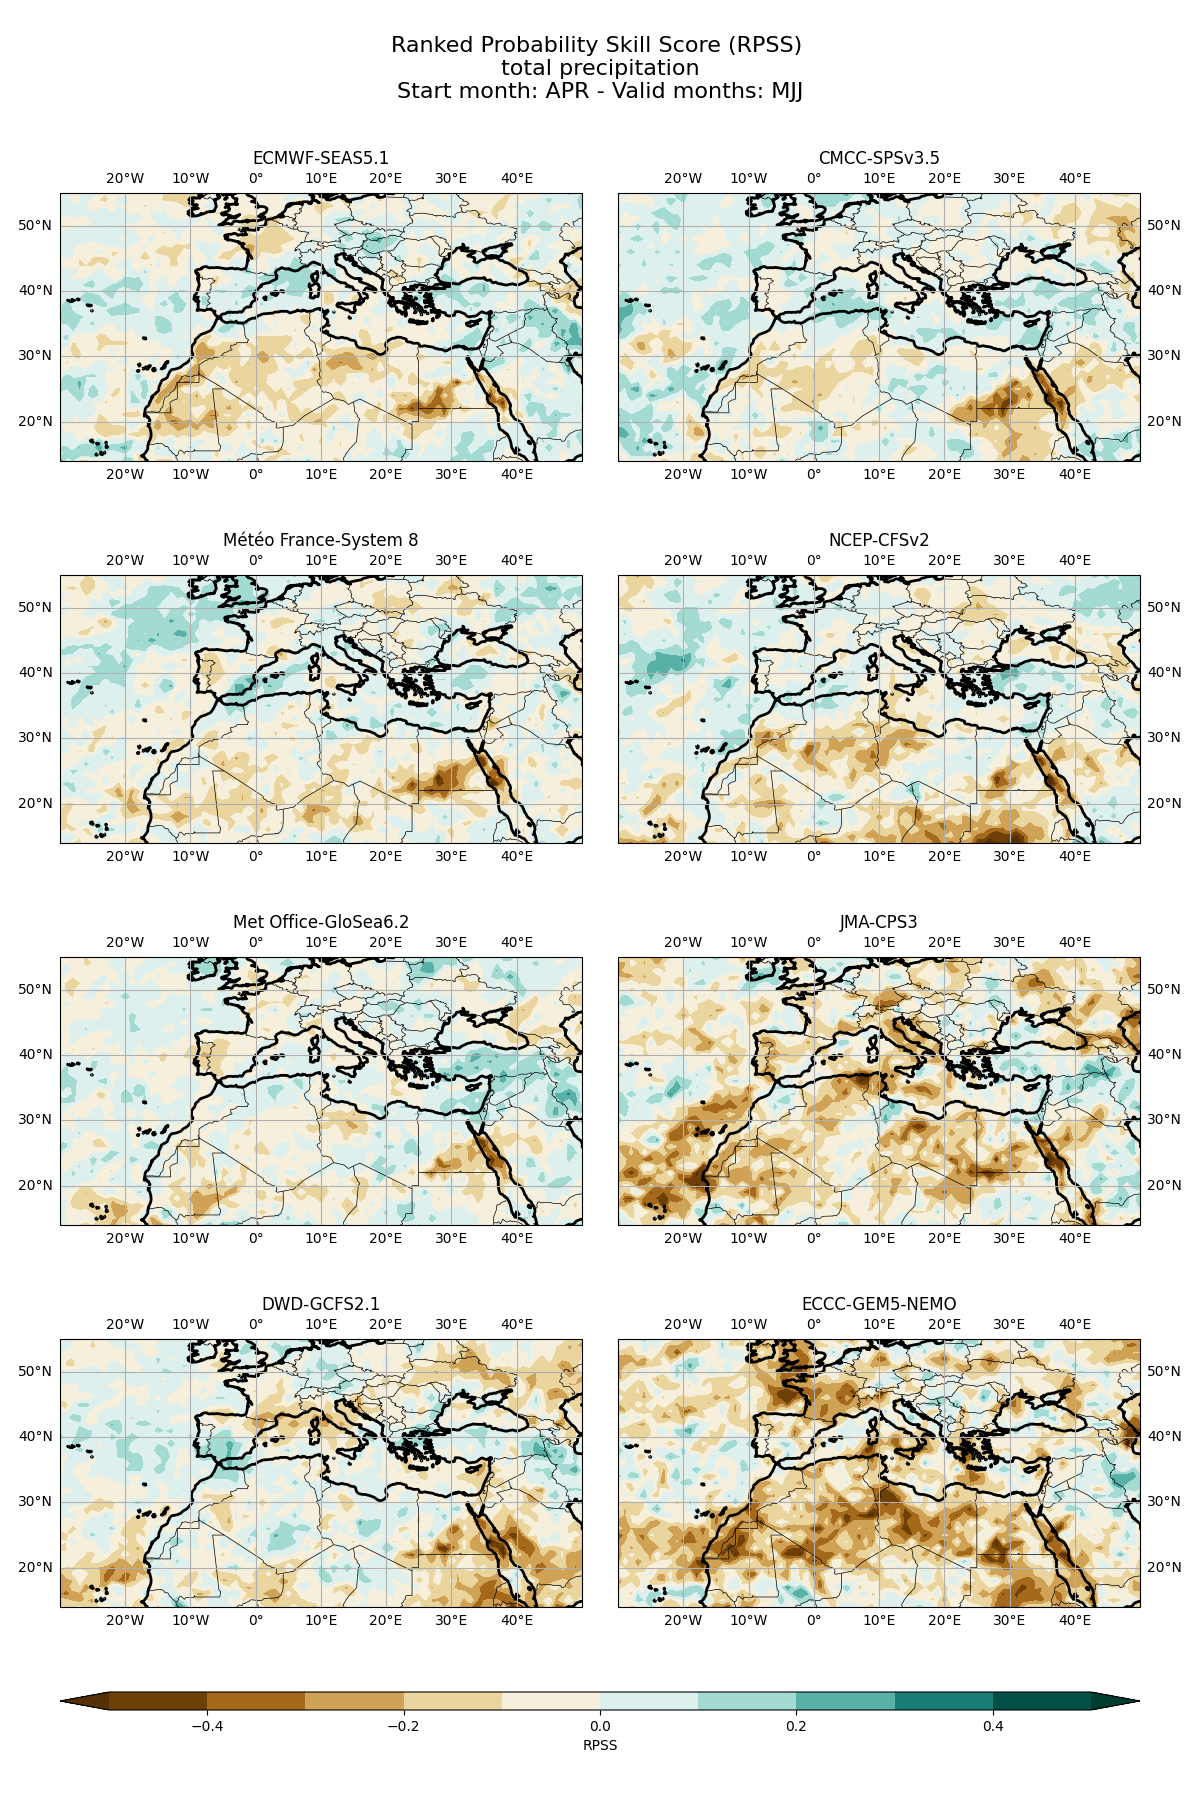 Ranked Probability Skill Score (RPSS)
total precipitation
Start month: APR - Valid months: MJJ
ECMWF-SEAS5.1
CMCC-SPSv3.5
20°W 10°W 0° 10°E 20°E 30°E 40°E
20°W 10°W 0° 10°E 20°E 30°E 40°E
50°N
50°N
40°N
40°N
30°N
30°N
20°N
20°N
20°W 10°W 0° 10°E 20°E 30°E 40°E
20°W 10°W 0° 10°E 20°E 30°E 40°E
Météo France-System 8
NCEP-CFSv2
20°W 10°W 0° 10°E 20°E 30°E 40°E
20°W 10°W 0° 10°E 20°E 30°E 40°E
50°N
50°N
40°N
40°N
30°N
30°N
20°N
20°N
20°W 10°W 0° 10°E 20°E 30°E 40°E
20°W 10°W 0° 10°E 20°E 30°E 40°E
Met Office-GloSea6.2
JMA-CPS3
20°W 10°W 0° 10°E 20°E 30°E 40°E
20°W 10°W 0° 10°E 20°E 30°E 40°E
50°N
50°N
40°N
40°N
30°N
30°N
20°N
20°N
20°W 10°W 0° 10°E 20°E 30°E 40°E
20°W 10°W 0° 10°E 20°E 30°E 40°E
DWD-GCFS2.1
ECCC-GEM5-NEMO
20°W 10°W 0° 10°E 20°E 30°E 40°E
20°W 10°W 0° 10°E 20°E 30°E 40°E
50°N
50°N
40°N
40°N
30°N
30°N
20°N
20°N
20°W 10°W 0° 10°E 20°E 30°E 40°E
20°W 10°W 0° 10°E 20°E 30°E 40°E
−0.4 −0.2 0.0 0.2 0.4
RPSS